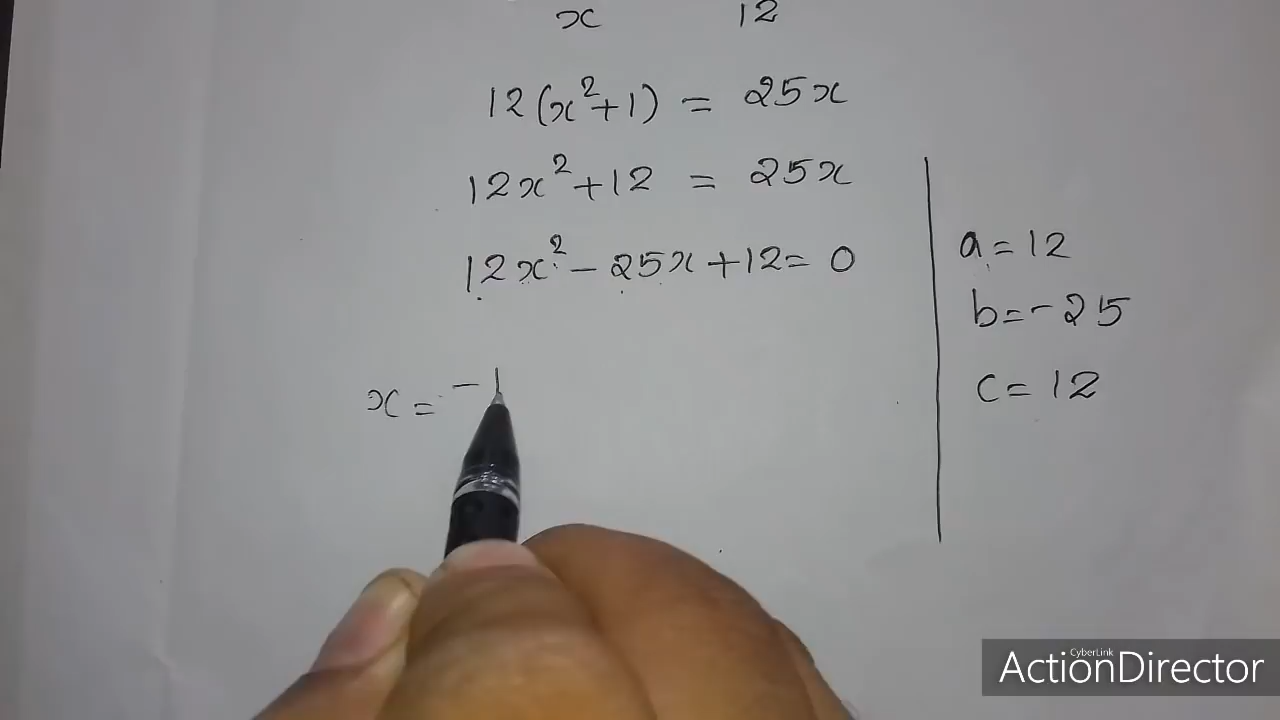 x 12
12(x²+1) = 25x
12x²+12 = 25x
12x²-25x+12=0
x= -
a=12
b=-25
c=12
CyberLink
ActionDirector